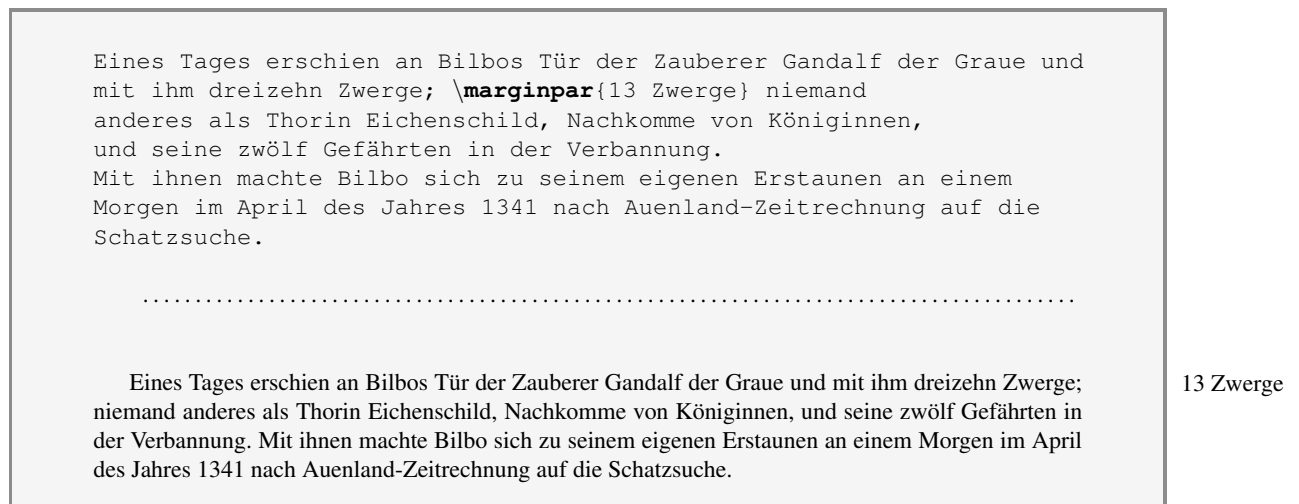 Eines Tages erschien an Bilbos Tür der Zauberer Gandalf der Graue und
mit ihm dreizehn Zwerge; \marginpar{13 Zwerge} niemand
anderes als Thorin Eichenschild, Nachkomme von Königinnen,
und seine zwölf Gefährten in der Verbannung.
Mit ihnen machte Bilbo sich zu seinem eigenen Erstaunen an einem
Morgen im April des Jahres 1341 nach Auenland-Zeitrechnung auf die
Schatzsuche.
Eines Tages erschien an Bilbos Tür der Zauberer Gandalf der Graue und mit ihm dreizehn Zwerge;
13 Zwerge
niemand anderes als Thorin Eichenschild, Nachkomme von Königinnen, und seine zwölf Gefährten in
der Verbannung. Mit ihnen machte Bilbo sich zu seinem eigenen Erstaunen an einem Morgen im April
des Jahres 1341 nach Auenland-Zeitrechnung auf die Schatzsuche.